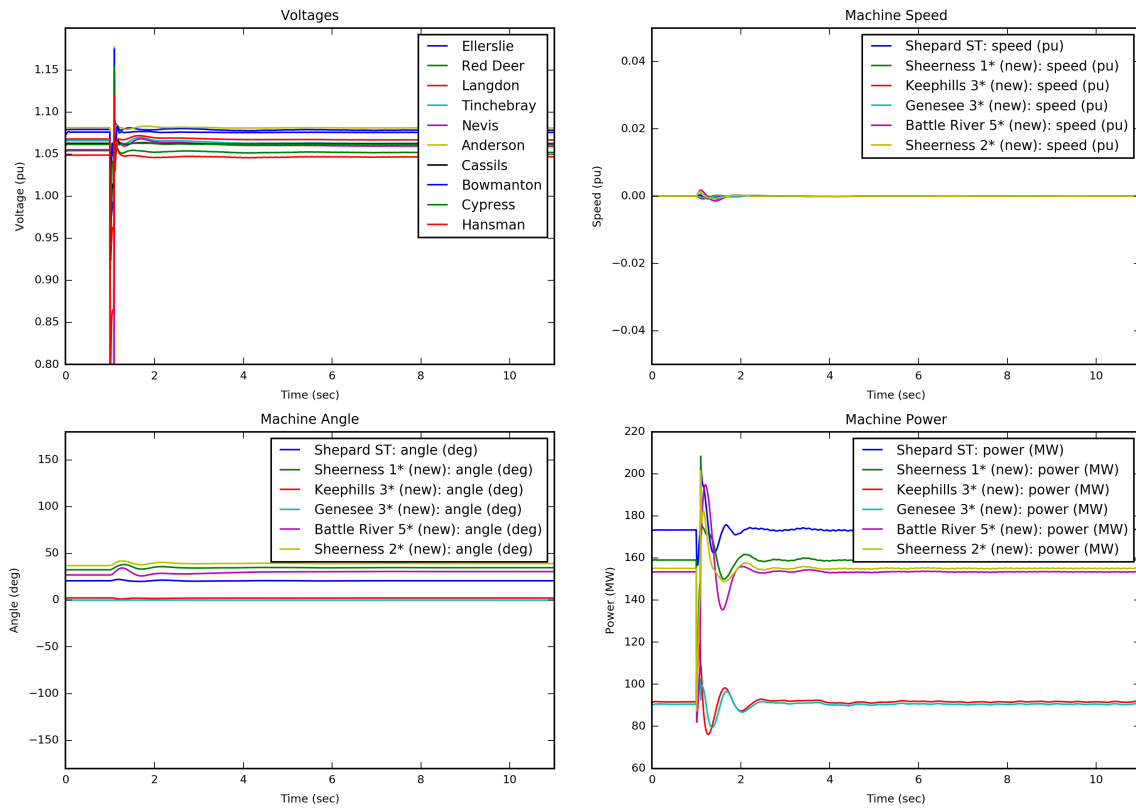 Voltages
1.15
1.10
1.05
1.00
0.95
0.90
0.85
0.80
Voltage (pu)
0 2 4 6 8 10
Time (sec)
Ellerslie
Red Deer
Langdon
Tinchebray
Nevis
Anderson
Cassils
Bowmanton
Cypress
Hansman
Machine Speed
0.04
0.02
0.00
−0.02
−0.04
Speed (pu)
0 2 4 6 8 10
Time (sec)
Shepard ST: speed (pu)
Sheerness 1* (new): speed (pu)
Keephills 3* (new): speed (pu)
Genesee 3* (new): speed (pu)
Battle River 5* (new): speed (pu)
Sheerness 2* (new): speed (pu)
Machine Angle
150
100
50
0
−50
−100
−150
Angle (deg)
0 2 4 6 8 10
Time (sec)
Shepard ST: angle (deg)
Sheerness 1* (new): angle (deg)
Keephills 3* (new): angle (deg)
Genesee 3* (new): angle (deg)
Battle River 5* (new): angle (deg)
Sheerness 2* (new): angle (deg)
Machine Power
220
200
180
160
140
120
100
80
60
Power (MW)
0 2 4 6 8 10
Time (sec)
Shepard ST: power (MW)
Sheerness 1* (new): power (MW)
Keephills 3* (new): power (MW)
Genesee 3* (new): power (MW)
Battle River 5* (new): power (MW)
Sheerness 2* (new): power (MW)